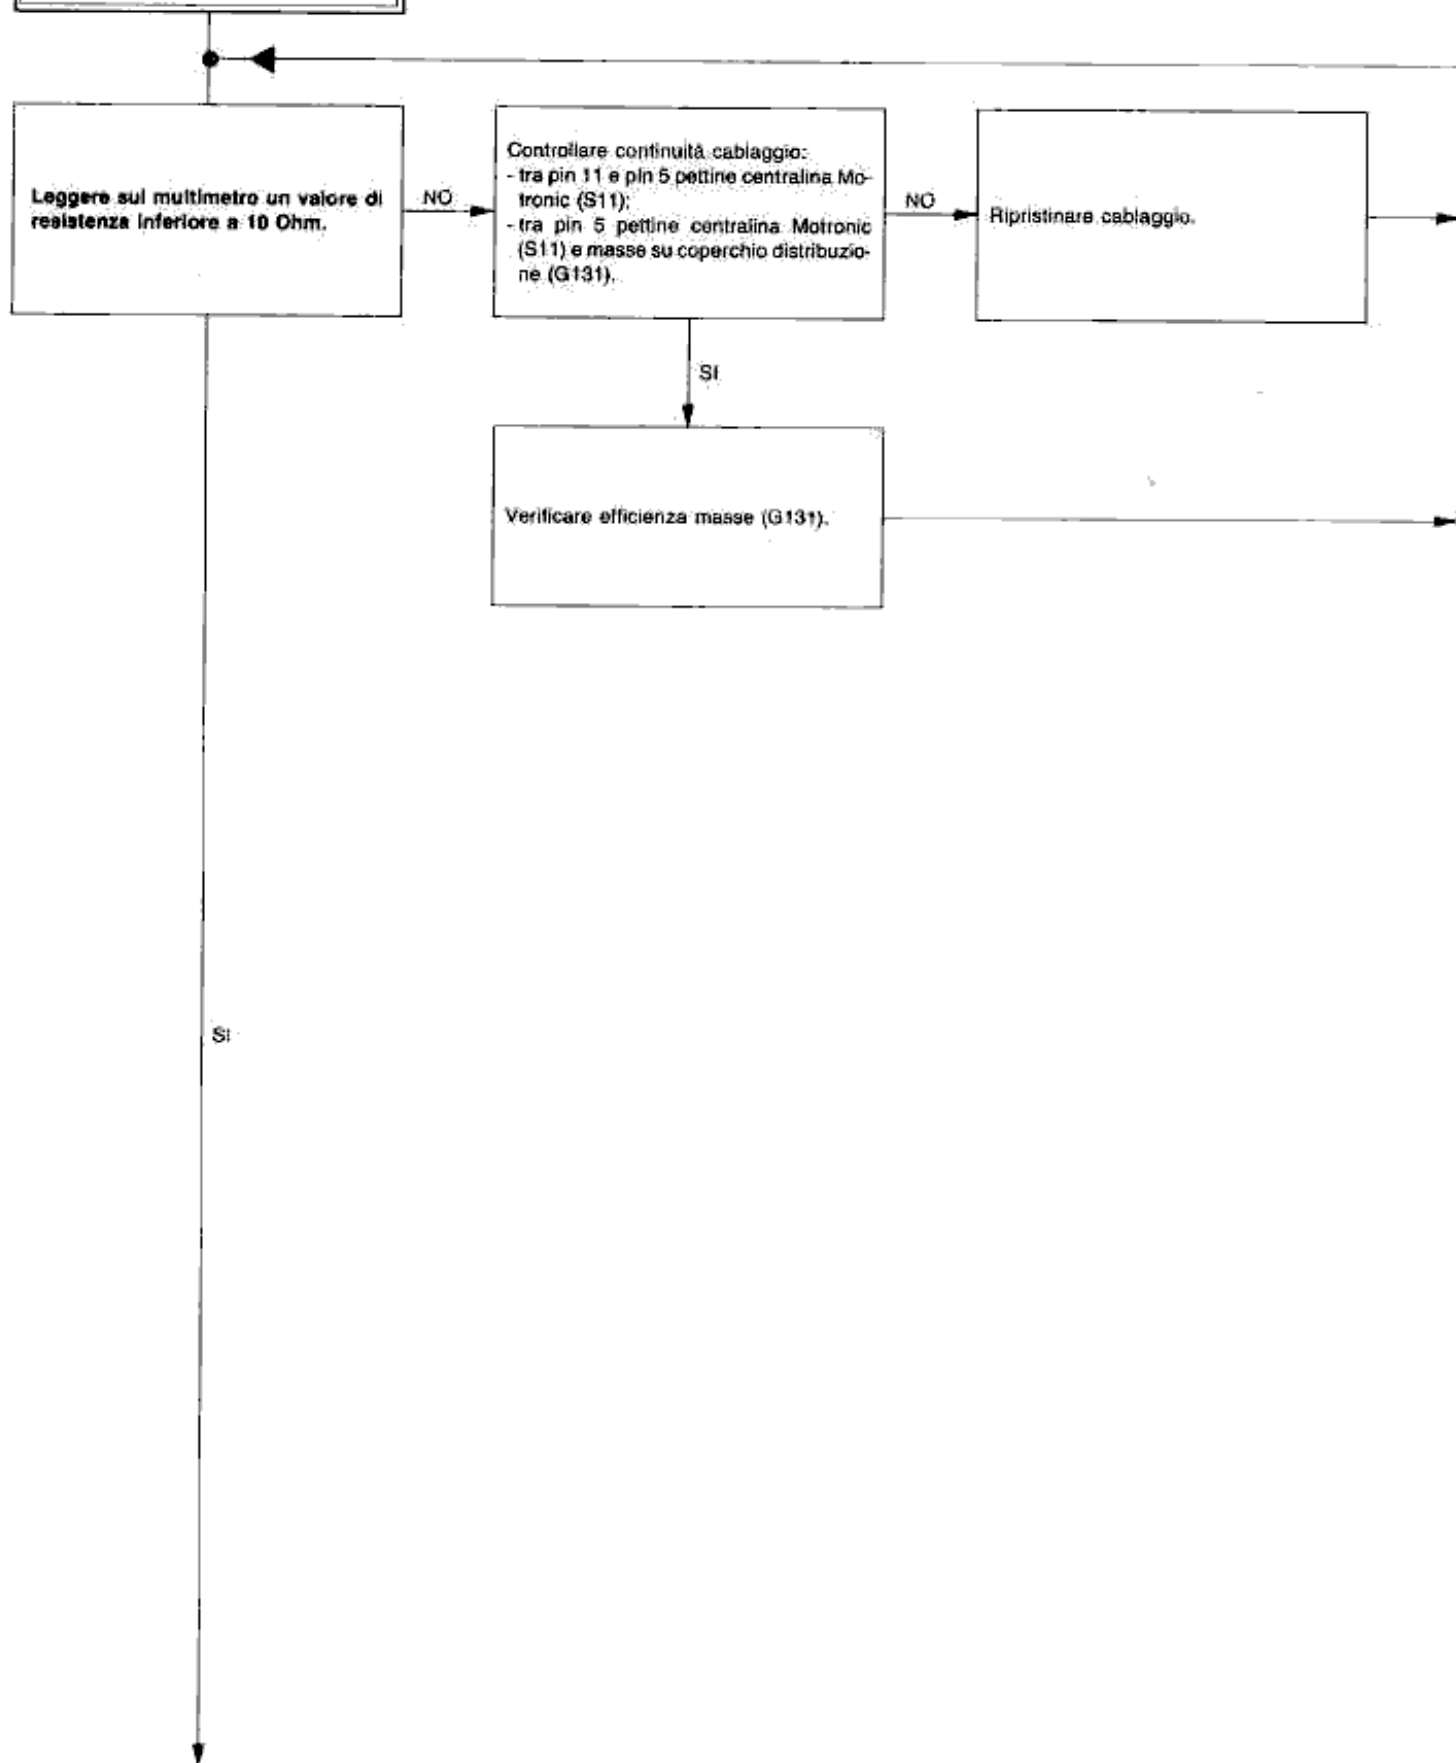 Leggere sul multimetro un valore di
resistenza inferiore a 10 Ohm.
NO
Controllare continuità cablaggio:
- tra pin 11 e pin 5 pettine centralina Mo-
tronic (S11);
- tra pin 5 pettine centralina Motronic
(S11) e masse su coperchio distribuzio-
ne (G131).
NO
Ripristinare cablaggio.
SI
Verificare efficienza masse (G131).
SI